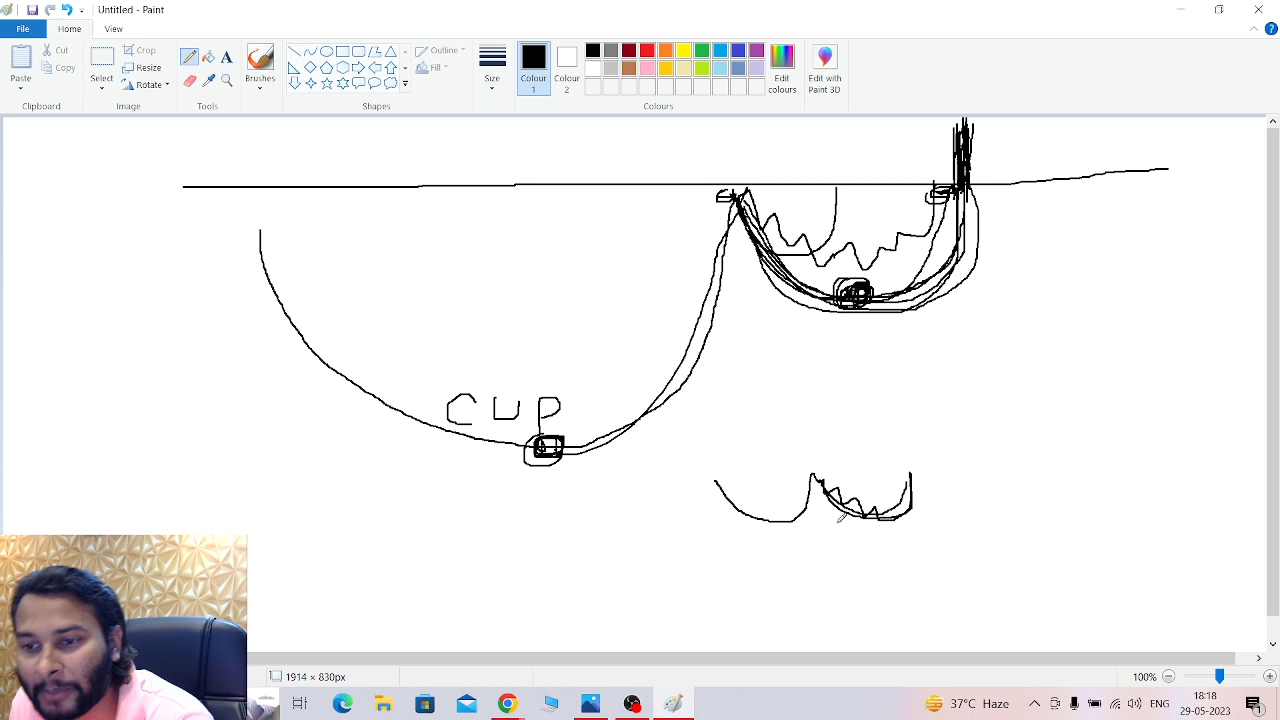 Untitled - Paint
File Home View
Paste Cut Copy Select Crop Resize Rotate A Brushes Outline Fill Size Colour 1 Colour 2 Edit colours Edit with Paint 3D
Clipboard Image Tools Shapes Colours
CUP
1914 × 830px 100%
37°C Haze ENG 18:18 29-05-2023 1